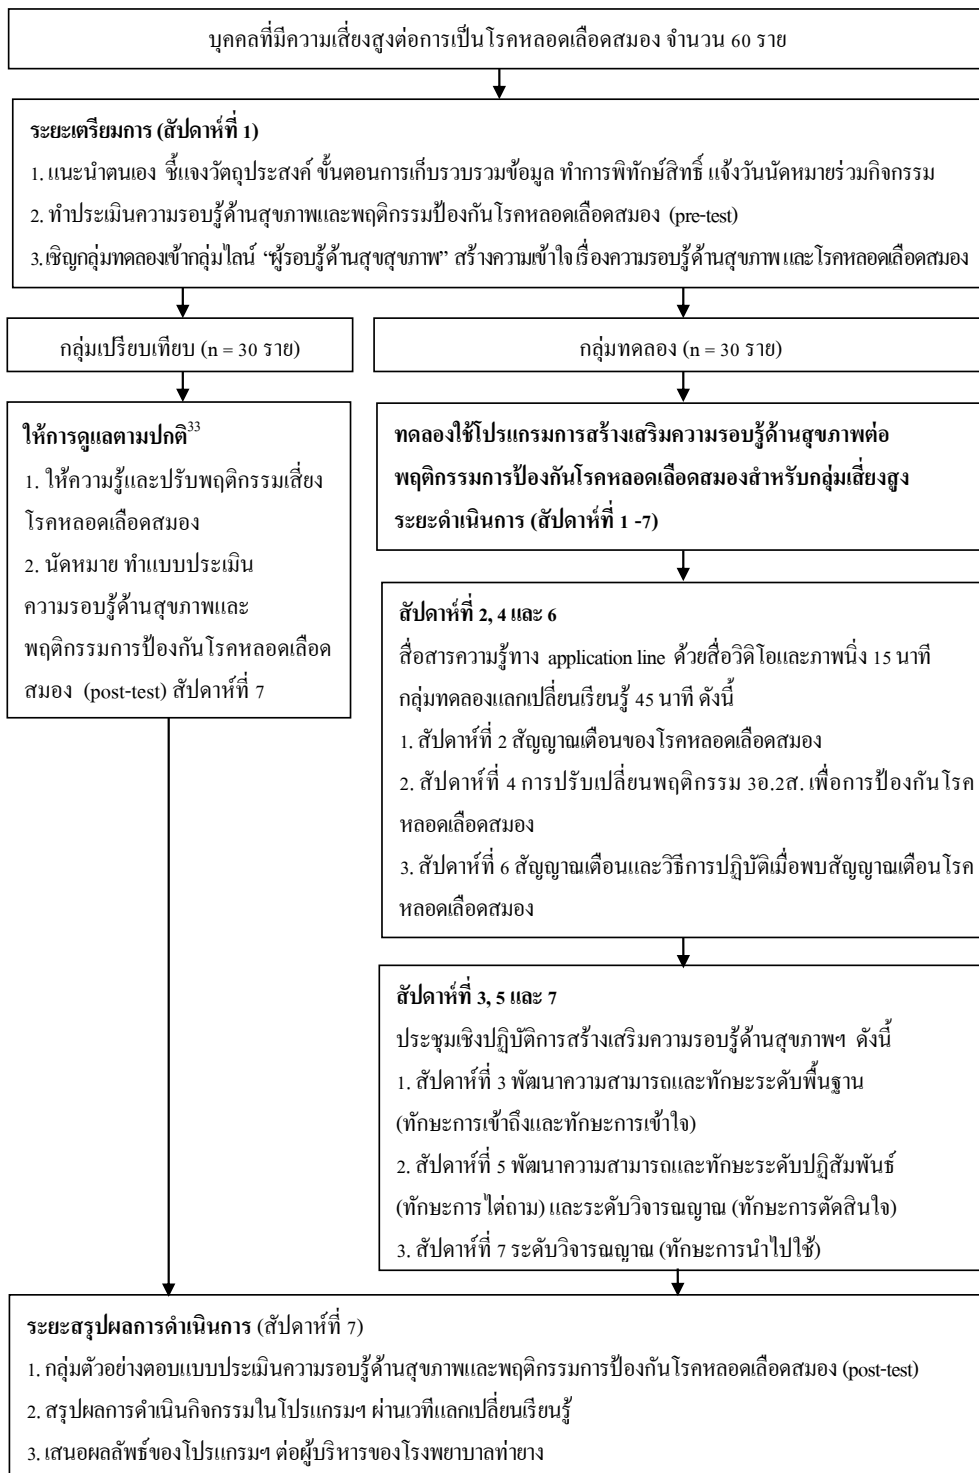 บุคคลที่มีความเสี่ยงสูงต่อการเป็นโรคหลอดเลือดสมอง จำนวน 60 ราย
ระยะเตรียมการ (สัปดาห์ที่ 1)
1. แนะนำตนเอง ชี้แจงวัตถุประสงค์ ขั้นตอนการเก็บรวบรวมข้อมูล ทำการพิทักษ์สิทธิ์ แจ้งวันนัดหมายร่วมกิจกรรม
2. ทำประเมินความรอบรู้ด้านสุขภาพและพฤติกรรมป้องกันโรคหลอดเลือดสมอง (pre-test)
3. เชิญกลุ่มทดลองเข้ากลุ่มไลน์ “ผู้รอบรู้ด้านสุขสุขภาพ” สร้างความเข้าใจเรื่องความรอบรู้ด้านสุขภาพ และโรคหลอดเลือดสมอง
กลุ่มเปรียบเทียบ (n = 30 ราย)
กลุ่มทดลอง (n = 30 ราย)
ให้การดูแลตามปกติ33
1. ให้ความรู้และปรับพฤติกรรมเสี่ยง
โรคหลอดเลือดสมอง
2. นัดหมาย ทำแบบประเมิน
ความรอบรู้ด้านสุขภาพและ
พฤติกรรมการป้องกันโรคหลอดเลือด
สมอง (post-test) สัปดาห์ที่ 7
ทดลองใช้โปรแกรมการสร้างเสริมความรอบรู้ด้านสุขภาพต่อ
พฤติกรรมการป้องกันโรคหลอดเลือดสมองสำหรับกลุ่มเสี่ยงสูง
ระยะดำเนินการ (สัปดาห์ที่ 1 -7)
สัปดาห์ที่ 2, 4 และ 6
สื่อสารความรู้ทาง application line ด้วยสื่อวิดิโอและภาพนิ่ง 15 นาที
กลุ่มทดลองแลกเปลี่ยนเรียนรู้ 45 นาที ดังนี้
1. สัปดาห์ที่ 2 สัญญาณเตือนของโรคหลอดเลือดสมอง
2. สัปดาห์ที่ 4 การปรับเปลี่ยนพฤติกรรม 3อ.2ส. เพื่อการป้องกันโรค
หลอดเลือดสมอง
3. สัปดาห์ที่ 6 สัญญาณเตือนและวิธีการปฏิบัติเมื่อพบสัญญาณเตือนโรค
หลอดเลือดสมอง
สัปดาห์ที่ 3, 5 และ 7
ประชุมเชิงปฏิบัติการสร้างเสริมความรอบรู้ด้านสุขภาพฯ ดังนี้
1. สัปดาห์ที่ 3 พัฒนาความสามารถและทักษะระดับพื้นฐาน
(ทักษะการเข้าถึงและทักษะการเข้าใจ)
2. สัปดาห์ที่ 5 พัฒนาความสามารถและทักษะระดับปฏิสัมพันธ์
(ทักษะการไต่ถาม) และระดับวิจารณญาณ (ทักษะการตัดสินใจ)
3. สัปดาห์ที่ 7 ระดับวิจารณญาณ (ทักษะการนำไปใช้)
ระยะสรุปผลการดำเนินการ (สัปดาห์ที่ 7)
1. กลุ่มตัวอย่างตอบแบบประเมินความรอบรู้ด้านสุขภาพและพฤติกรรมการป้องกันโรคหลอดเลือดสมอง (post-test)
2. สรุปผลการดำเนินกิจกรรมในโปรแกรมฯ ผ่านเวทีแลกเปลี่ยนเรียนรู้
3. เสนอผลลัพธ์ของโปรแกรมฯ ต่อผู้บริหารของโรงพยาบาลท่ายาง